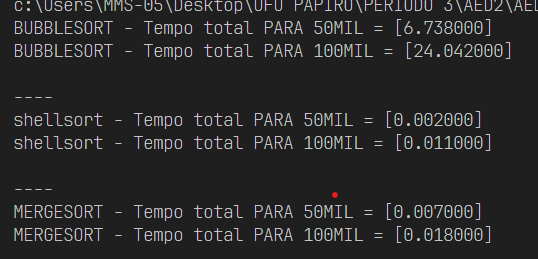 c:\Users\MMS-05\Desktop\UFU PAPIRO\PERIODO 3\AED2\AED
BUBBLESORT - Tempo total PARA 50MIL = [6.738000]
BUBBLESORT - Tempo total PARA 100MIL = [24.042000]
----
shellsort - Tempo total PARA 50MIL = [0.002000]
shellsort - Tempo total PARA 100MIL = [0.011000]
----
MERGESORT - Tempo total PARA 50MIL = [0.007000]
MERGESORT - Tempo total PARA 100MIL = [0.018000]